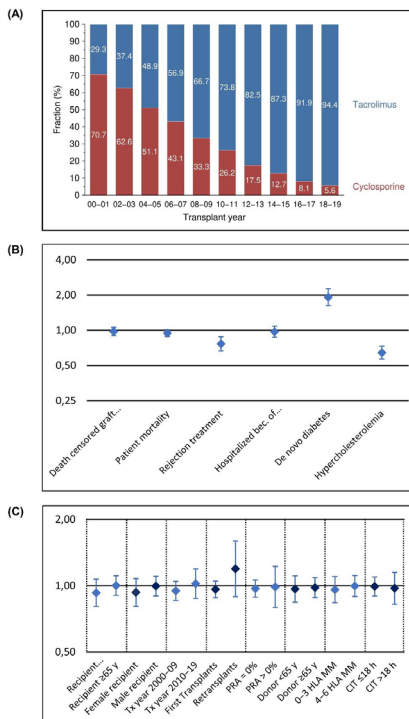 (A)
100
90
80
70
60
50
40
30
20
10
0
Fraction (%)
29.3 37.4 48.9 56.9 66.7 73.8 82.5 87.3 91.9 94.4
70.7 62.6 51.1 43.1 33.3 26.2 17.5 12.7 8.1 5.6
Tacrolimus
Cyclosporine
00–01 02–03 04–05 06–07 08–09 10–11 12–13 14–15 16–17 18–19
Transplant year
(B)
4,00
2,00
1,00
0,50
0,25
Death censored graft...
Patient mortality
Rejection treatment
Hospitalized bec. of...
De novo diabetes
Hypercholesterolemia
(C)
2,00
1,00
0,50
Recipient...
Recipient ≥65 y
Female recipient
Male recipient
Tx year 2000–09
Tx year 2010–19
First Transplants
Retransplants
PRA = 0%
PRA > 0%
Donor <65 y
Donor ≥65 y
0–3 HLA MM
4–6 HLA MM
CIT ≤18 h
CIT >18 h